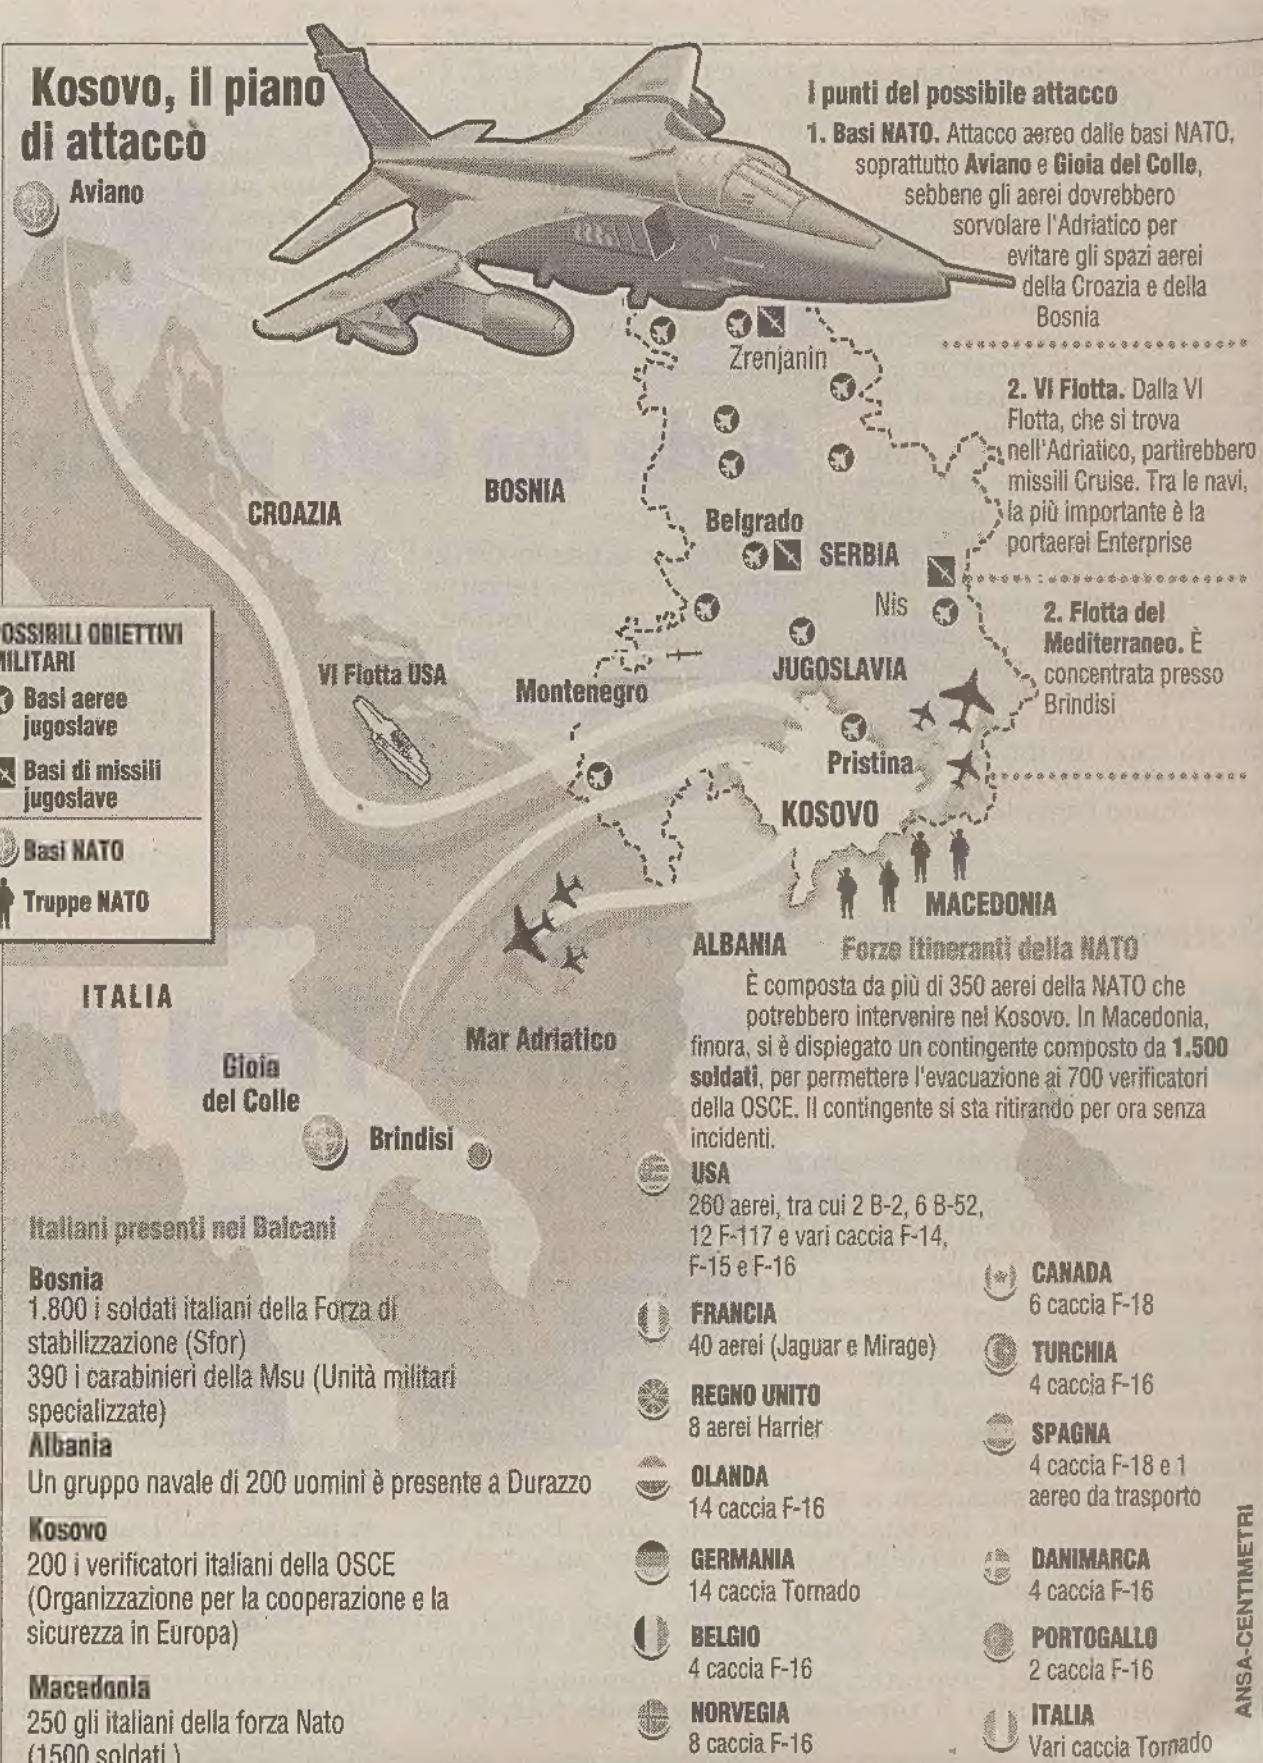 Kosovo, il piano
di attacco
Aviano
I punti del possibile attacco
1. Basi NATO. Attacco aereo dalle basi NATO,
soprattutto Aviano e Gioia del Colle,
sebbene gli aerei dovrebbero
sorvolare l'Adriatico per
evitare gli spazi aerei
della Croazia e della
Bosnia
Zrenjanin
2. VI Flotta. Dalla VI
Flotta, che si trova
nell'Adriatico, partirebbero
missili Cruise. Tra le navi,
la più importante è la
portaerei Enterprise
BOSNIA
CROAZIA
Belgrado
SERBIA
Nis
2. Flotta del
Mediterraneo. È
concentrata presso
Brindisi
OSSIBILI OBIETTIVI
MILITARI
Basi aeree
jugoslave
Basi di missili
jugoslave
Basi NATO
Truppe NATO
VI Flotta USA
Montenegro
JUGOSLAVIA
Pristina
KOSOVO
MACEDONIA
ALBANIA
ITALIA
Mar Adriatico
Gioia
del Colle
Brindisi
Forze itineranti della NATO
È composta da più di 350 aerei della NATO che
potrebbero intervenire nel Kosovo. In Macedonia,
finora, si è dispiegato un contingente composto da 1.500
soldati, per permettere l'evacuazione ai 700 verificatori
della OSCE. Il contingente si sta ritirando per ora senza
incidenti.
USA
260 aerei, tra cui 2 B-2, 6 B-52,
12 F-117 e vari caccia F-14,
F-15 e F-16
FRANCIA
40 aerei (Jaguar e Mirage)
REGNO UNITO
8 aerei Harrier
OLANDA
14 caccia F-16
GERMANIA
14 caccia Tornado
BELGIO
4 caccia F-16
NORVEGIA
8 caccia F-16
CANADA
6 caccia F-18
TURCHIA
4 caccia F-16
SPAGNA
4 caccia F-18 e 1
aereo da trasporto
DANIMARCA
4 caccia F-16
PORTOGALLO
2 caccia F-16
ITALIA
Vari caccia Tornado
Italiani presenti nei Balcani
Bosnia
1.800 i soldati italiani della Forza di
stabilizzazione (Sfor)
390 i carabinieri della Msu (Unità militari
specializzate)
Albania
Un gruppo navale di 200 uomini è presente a Durazzo
Kosovo
200 i verificatori italiani della OSCE
(Organizzazione per la cooperazione e la
sicurezza in Europa)
Macedonia
250 gli italiani della forza Nato
(1500 soldati )
ANSA-CENTIMETRI